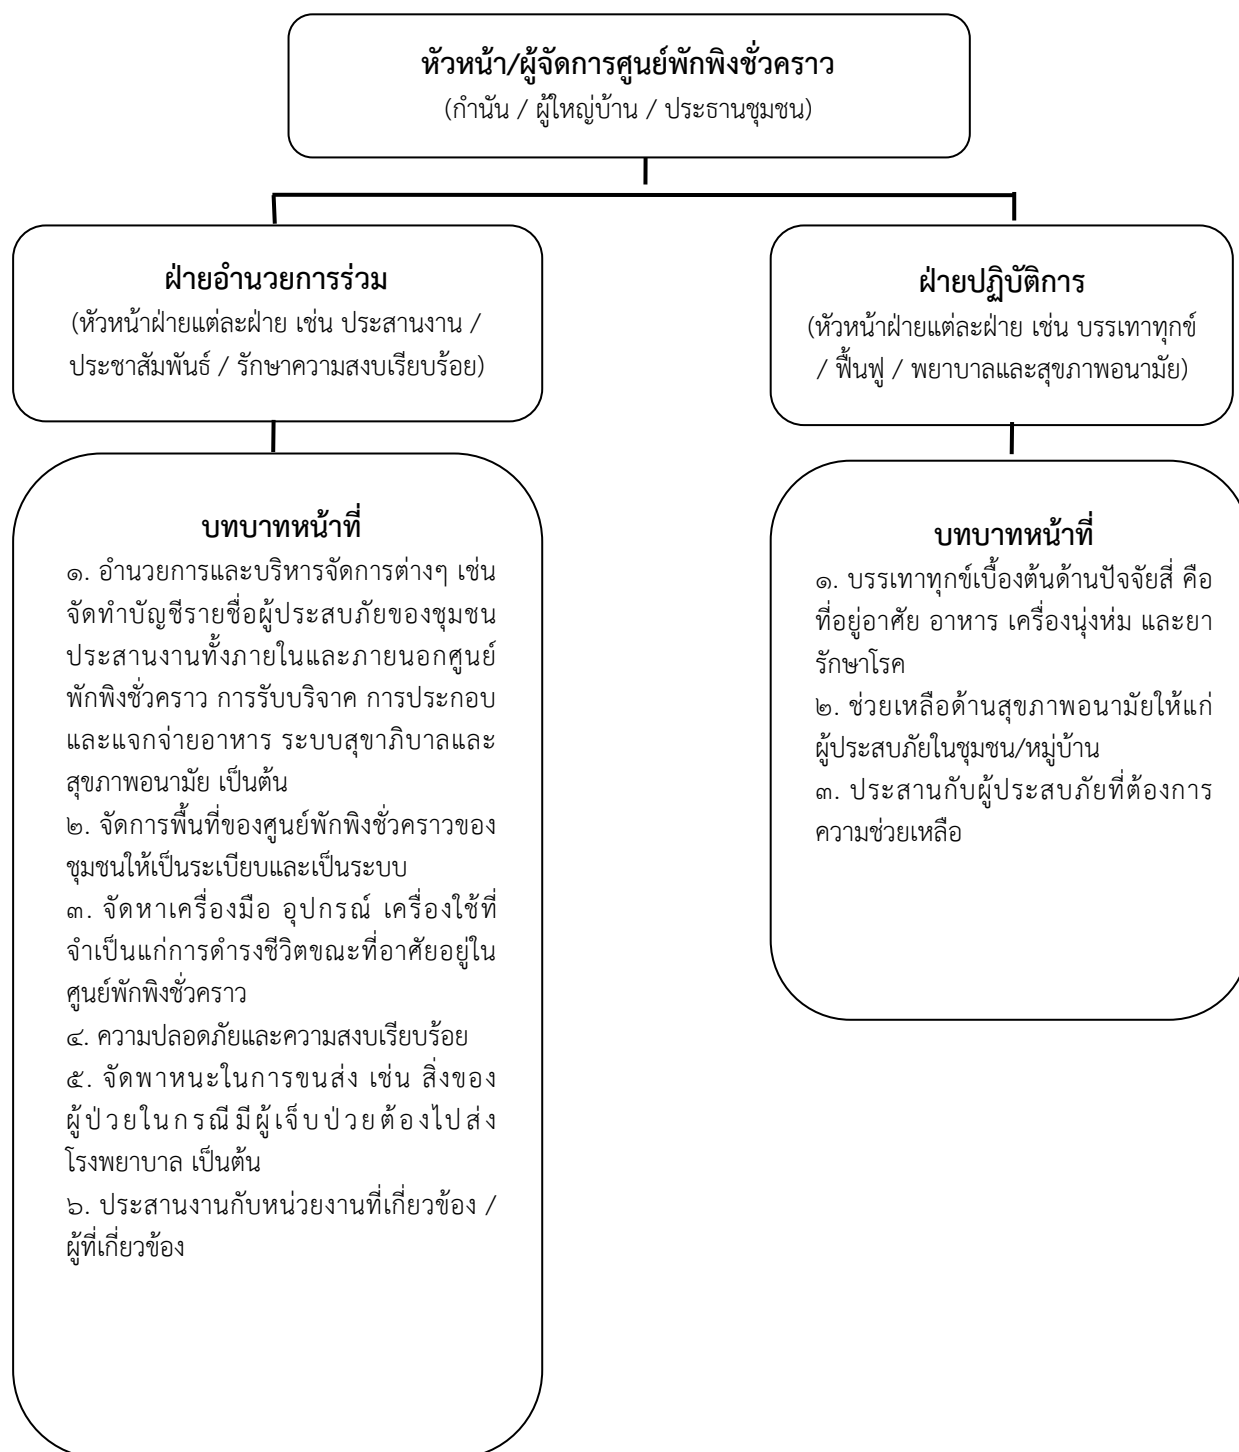 หัวหน้า/ผู้จัดการศูนย์พักพิงชั่วคราว
(กำนัน / ผู้ใหญ่บ้าน / ประธานชุมชน)
ฝ่ายอำนวยการร่วม
(หัวหน้าฝ่ายแต่ละฝ่าย เช่น ประสานงาน /
ประชาสัมพันธ์ / รักษาความสงบเรียบร้อย)
ฝ่ายปฏิบัติการ
(หัวหน้าฝ่ายแต่ละฝ่าย เช่น บรรเทาทุกข์
/ ฟื้นฟู / พยาบาลและสุขภาพอนามัย)
บทบาทหน้าที่
๑. อำนวยการและบริหารจัดการต่างๆ เช่น
จัดทำบัญชีรายชื่อผู้ประสบภัยของชุมชน
ประสานงานทั้งภายในและภายนอกศูนย์
พักพิงชั่วคราว การรับบริจาค การประกอบ
และแจกจ่ายอาหาร ระบบสุขาภิบาลและ
สุขภาพอนามัย เป็นต้น
๒. จัดการพื้นที่ของศูนย์พักพิงชั่วคราวของ
ชุมชนให้เป็นระเบียบและเป็นระบบ
๓. จัดหาเครื่องมือ อุปกรณ์ เครื่องใช้ที่
จำเป็นแก่การดำรงชีวิตขณะที่อาศัยอยู่ใน
ศูนย์พักพิงชั่วคราว
๔. ความปลอดภัยและความสงบเรียบร้อย
๕. จัดพาหนะในการขนส่ง เช่น สิ่งของ
ผู้ป่วยในกรณีมีผู้เจ็บป่วยต้องไปส่ง
โรงพยาบาล เป็นต้น
๖. ประสานงานกับหน่วยงานที่เกี่ยวข้อง /
ผู้ที่เกี่ยวข้อง
บทบาทหน้าที่
๑. บรรเทาทุกข์เบื้องต้นด้านปัจจัยสี่ คือ
ที่อยู่อาศัย อาหาร เครื่องนุ่งห่ม และยา
รักษาโรค
๒. ช่วยเหลือด้านสุขภาพอนามัยให้แก่
ผู้ประสบภัยในชุมชน/หมู่บ้าน
๓. ประสานกับผู้ประสบภัยที่ต้องการ
ความช่วยเหลือ